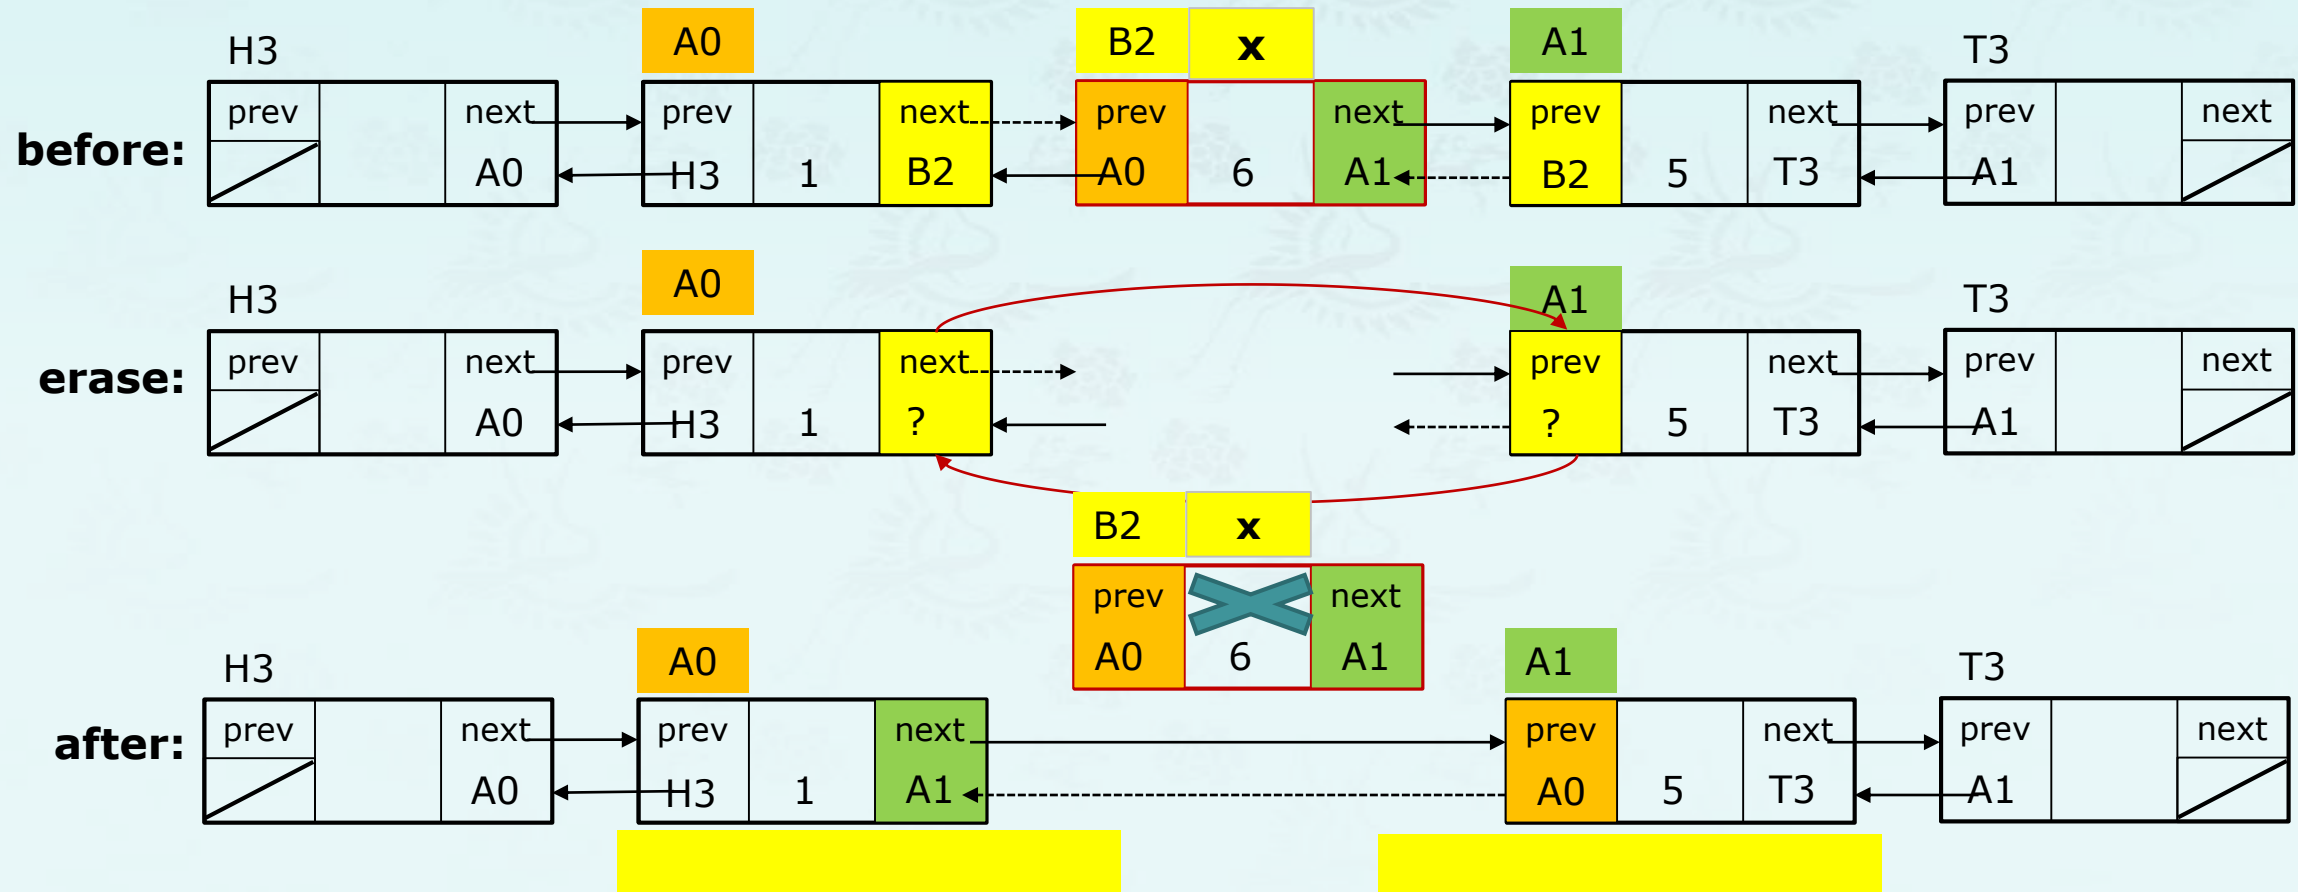 H3 A0 B2 x A1 T3
before: prev next prev next prev next prev next prev next
A0 H3 1 B2 A0 6 A1 B2 5 T3 A1
H3 A0 A1 T3
erase: prev next prev next prev next prev next
A0 H3 1 ? ? 5 T3 A1
B2 x
prev next
A0 6 A1
H3 A0 A1 T3
after: prev next prev next prev next prev next
A0 H3 1 A1 A0 5 T3 A1